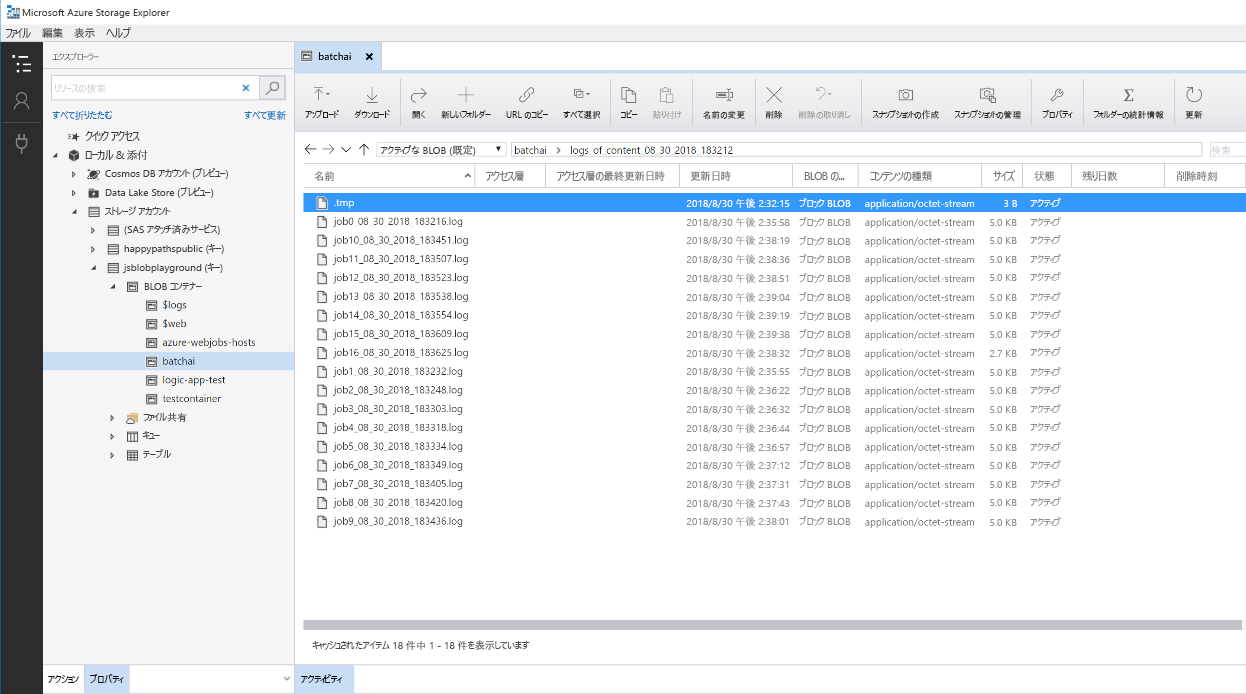 Microsoft Azure Storage Explorer
ファイル 編集 表示 ヘルプ
エクスプローラー
リソースの検索
すべて折りたたむ すべて更新
クイック アクセス
ローカル & 添付
Cosmos DB アカウント (プレビュー)
Data Lake Store (プレビュー)
ストレージ アカウント
(SAS アタッチ済みサービス)
happypathspublic (キー)
jsblobplayground (キー)
BLOB コンテナー
$logs
$web
azure-webjobs-hosts
batchai
logic-app-test
testcontainer
ファイル共有
キュー
テーブル
アクション プロパティ
batchai
アップロード ダウンロード 開く 新しいフォルダー URL のコピー すべて選択 コピー 貼り付け 名前の変更 削除 削除の取り消し スナップショットの作成 スナップショットの管理 プロパティ フォルダーの統計情報 更新
アクティブな BLOB (既定) batchai logs_of_content_08_30_2018_183212 検索
名前 アクセス層 アクセス層の最終更新日時 更新日時 BLOB の... コンテンツの種類 サイズ 状態 残り日数 削除時刻
.tmp 2018/8/30 午後 2:32:15 ブロック BLOB application/octet-stream 3 B アクティブ
job0_08_30_2018_183216.log 2018/8/30 午後 2:35:58 ブロック BLOB application/octet-stream 5.0 KB アクティブ
job10_08_30_2018_183451.log 2018/8/30 午後 2:38:19 ブロック BLOB application/octet-stream 5.0 KB アクティブ
job11_08_30_2018_183507.log 2018/8/30 午後 2:38:36 ブロック BLOB application/octet-stream 5.0 KB アクティブ
job12_08_30_2018_183523.log 2018/8/30 午後 2:38:51 ブロック BLOB application/octet-stream 5.0 KB アクティブ
job13_08_30_2018_183538.log 2018/8/30 午後 2:39:04 ブロック BLOB application/octet-stream 5.0 KB アクティブ
job14_08_30_2018_183554.log 2018/8/30 午後 2:39:19 ブロック BLOB application/octet-stream 5.0 KB アクティブ
job15_08_30_2018_183609.log 2018/8/30 午後 2:39:38 ブロック BLOB application/octet-stream 5.0 KB アクティブ
job16_08_30_2018_183625.log 2018/8/30 午後 2:38:32 ブロック BLOB application/octet-stream 2.7 KB アクティブ
job1_08_30_2018_183232.log 2018/8/30 午後 2:35:55 ブロック BLOB application/octet-stream 5.0 KB アクティブ
job2_08_30_2018_183248.log 2018/8/30 午後 2:36:22 ブロック BLOB application/octet-stream 5.0 KB アクティブ
job3_08_30_2018_183303.log 2018/8/30 午後 2:36:32 ブロック BLOB application/octet-stream 5.0 KB アクティブ
job4_08_30_2018_183318.log 2018/8/30 午後 2:36:44 ブロック BLOB application/octet-stream 5.0 KB アクティブ
job5_08_30_2018_183334.log 2018/8/30 午後 2:36:57 ブロック BLOB application/octet-stream 5.0 KB アクティブ
job6_08_30_2018_183349.log 2018/8/30 午後 2:37:12 ブロック BLOB application/octet-stream 5.0 KB アクティブ
job7_08_30_2018_183405.log 2018/8/30 午後 2:37:31 ブロック BLOB application/octet-stream 5.0 KB アクティブ
job8_08_30_2018_183420.log 2018/8/30 午後 2:37:43 ブロック BLOB application/octet-stream 5.0 KB アクティブ
job9_08_30_2018_183436.log 2018/8/30 午後 2:38:01 ブロック BLOB application/octet-stream 5.0 KB アクティブ
キャッシュされたアイテム 18 件中 1 - 18 件を表示しています
アクティビティ